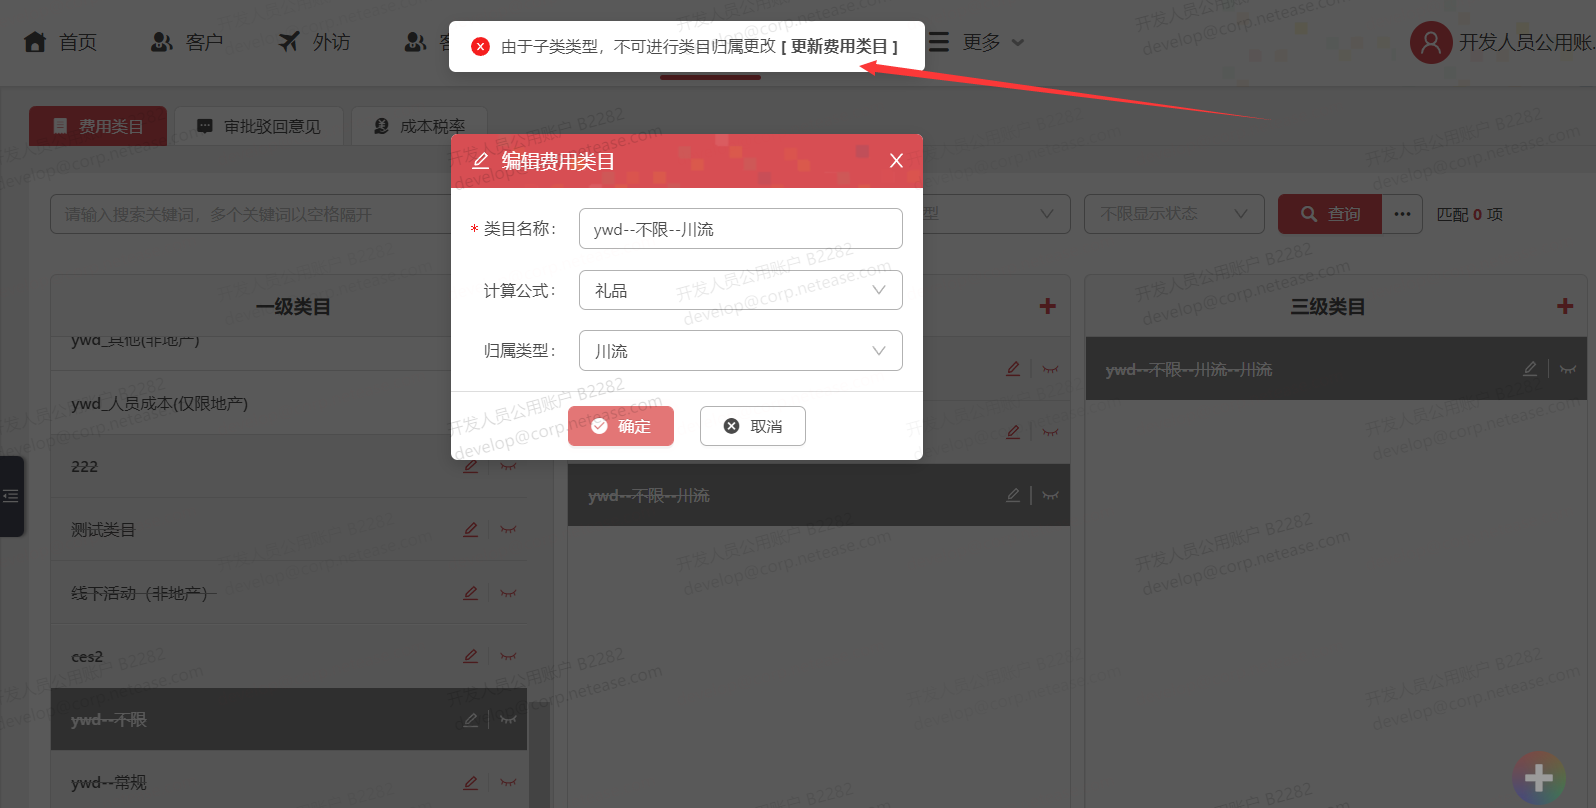 首页
客户
外访
客
由于子类类型，不可进行类目归属更改 [ 更新费用类目 ]
更多
开发人员公用账.
费用类目
审批驳回意见
成本税率
编辑费用类目
请输入搜索关键词，多个关键词以空格隔开
型
不限显示状态
查询
匹配 0 项
* 类目名称：
ywd--不限--川流
计算公式：
礼品
归属类型：
川流
确定
取消
一级类目
三级类目
ywd_其他(非地产)
ywd_人员成本(仅限地产)
222
测试类目
线下活动（非地产）
ces2
ywd--不限
ywd--常规
ywd--不限--川流
ywd--不限--川流--川流
开发人员公用账户 B2282
develop@corp.netease.com